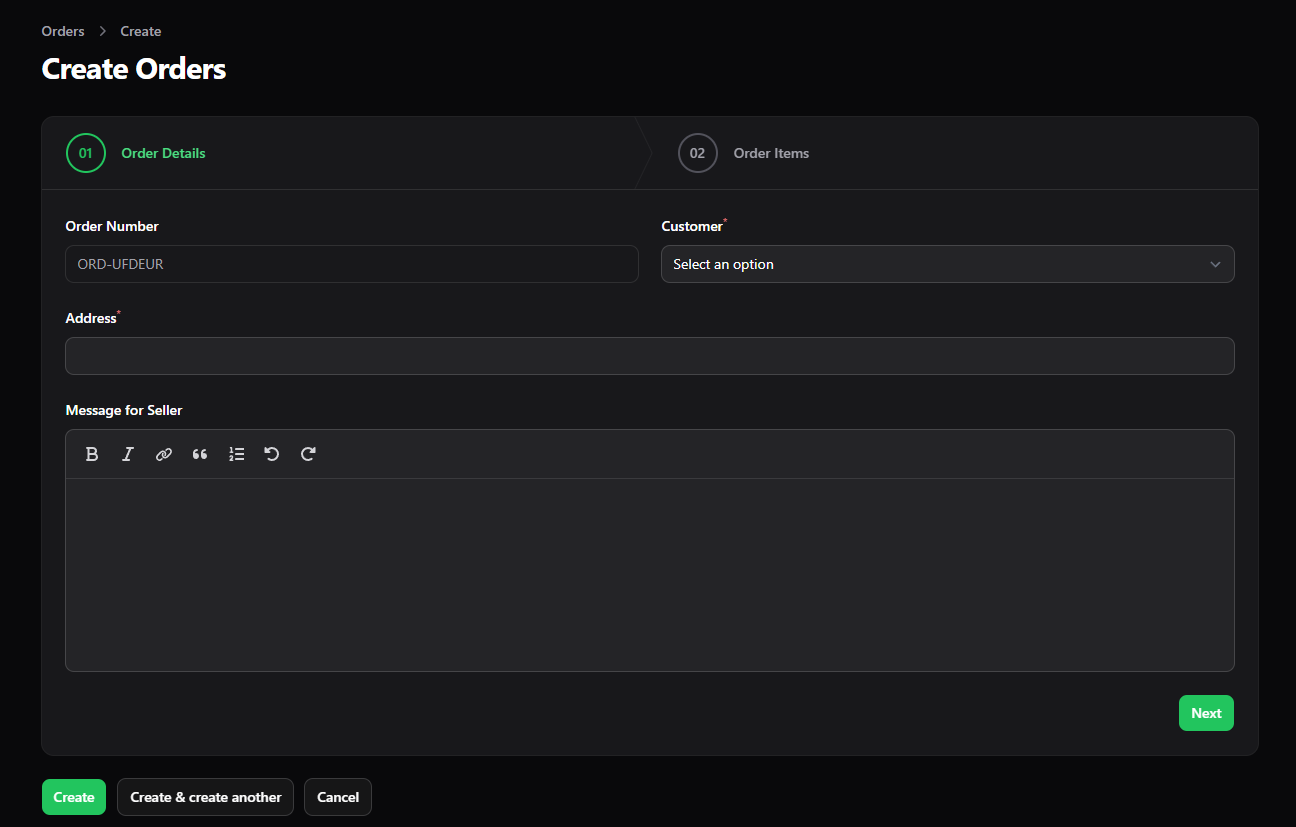 Orders > Create
Create Orders
01 Order Details
02 Order Items
Order Number
Customer*
ORD-UFDEUR
Select an option
Address*
Message for Seller
Next
Create
Create & create another
Cancel